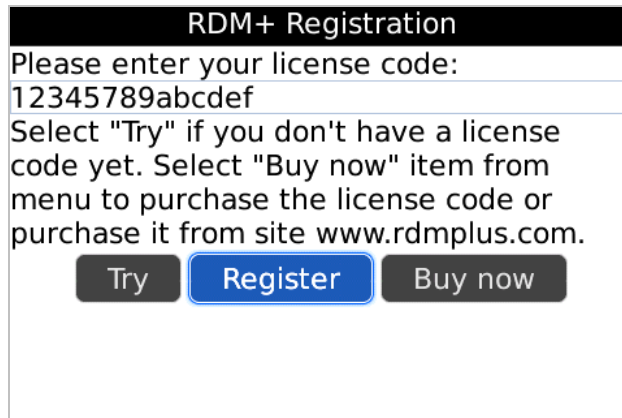 RDM+ Registration
Please enter your license code:
12345789abcdef
Select "Try" if you don't have a license
code yet. Select "Buy now" item from
menu to purchase the license code or
purchase it from site www.rdmplus.com.
Try Register Buy now